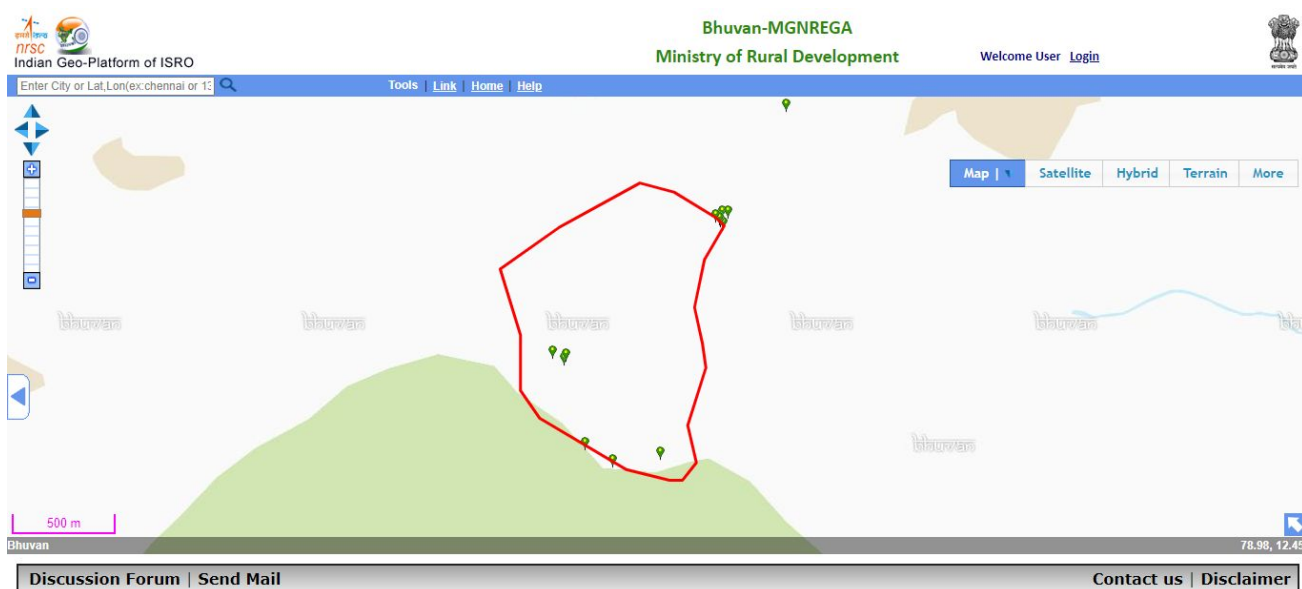 Bhuvan-MGNREGA
Ministry of Rural Development
nrsc
Indian Geo-Platform of ISRO
Welcome User Login
Enter City or Lat,Lon(ex:chennai or 13
Tools | Link | Home | Help
Map |
Satellite
Hybrid
Terrain
More
bhuvan
bhuvan
bhuvan
bhuvan
bhuvan
bhuvan
500 m
Bhuvan
78.98, 12.45
Discussion Forum | Send Mail
Contact us | Disclaimer